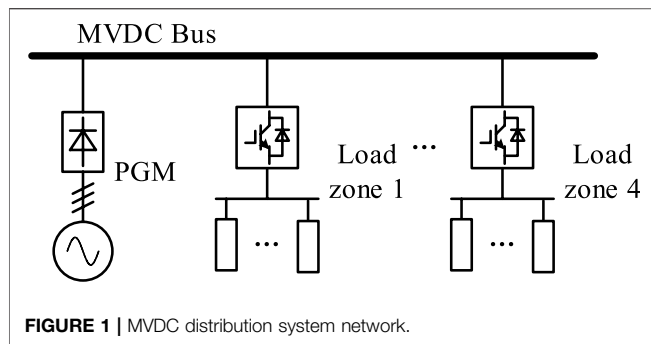 MVDC Bus
PGM
Load
zone 1
...
Load
zone 4
...
...
FIGURE 1 | MVDC distribution system network.